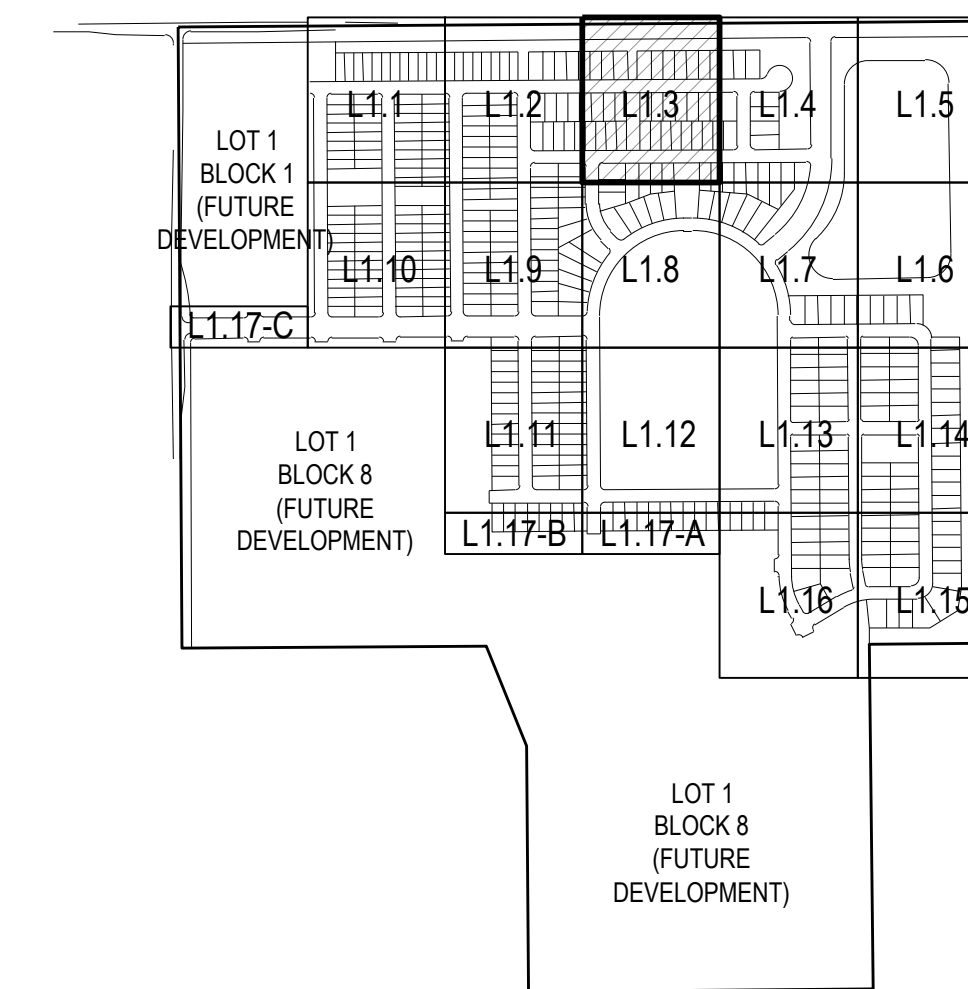 L1.1
L1.2
L1.3
L1.4
L1.5
LOT 1
BLOCK 1
(FUTURE
DEVELOPMENT)
L1.10
L1.9
L1.8
L1.7
L1.6
L1.17-C
LOT 1
BLOCK 8
(FUTURE
DEVELOPMENT)
L1.11
L1.12
L1.13
L1.14
L1.17-B
L1.17-A
L1.16
L1.15
LOT 1
BLOCK 8
(FUTURE
DEVELOPMENT)